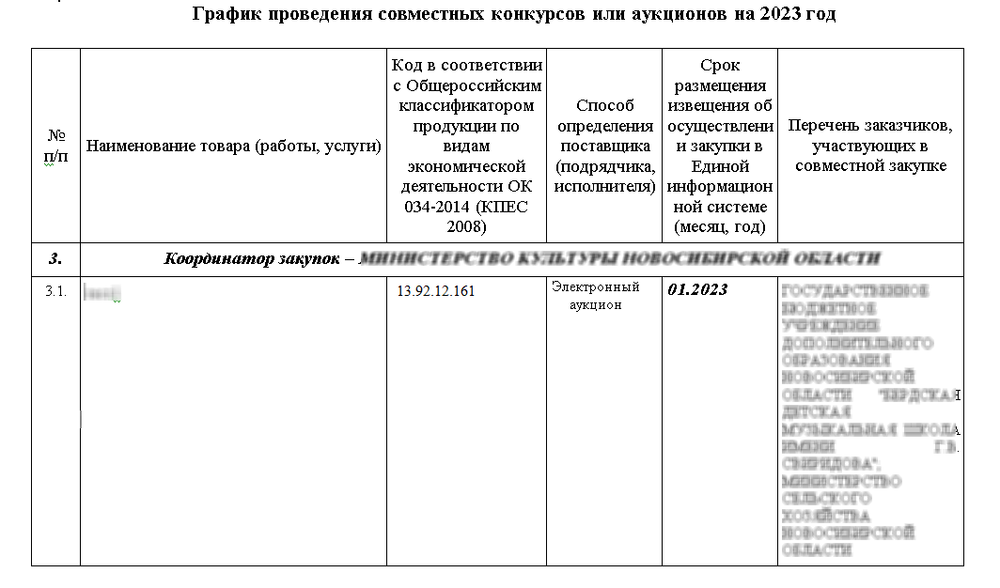 График проведения совместных конкурсов или аукционов на 2023 год
№
п/п
Наименование товара (работы, услуги)
Код в соответствии
с Общероссийским
классификатором
продукции по
видам
экономической
деятельности ОК
034-2014 (КПЕС
2008)
Способ
определения
поставщика
(подрядчика,
исполнителя)
Срок
размещения
извещения об
осуществлени
и закупки в
Единой
информацион
ной системе
(месяц, год)
Перечень заказчиков,
участвующих в
совместной закупке
3.
Координатор закупок – МИНИСТЕРСТВО КУЛЬТУРЫ НОВОСИБИРСКОЙ ОБЛАСТИ
3.1.
13.92.12.161
Электронный
аукцион
01.2023
ГОСУДАРСТВЕННОЕ
БЮДЖЕТНОЕ
УЧРЕЖДЕНИЕ
ДОПОЛНИТЕЛЬНОГО
ОБРАЗОВАНИЯ
НОВОСИБИРСКОЙ
ОБЛАСТИ "БЕРДСКАЯ
ДЕТСКАЯ
МУЗЫКАЛЬНАЯ ШКОЛА
ИМЕНИ Г.В.
СВИРИДОВА",
МИНИСТЕРСТВО
СЕЛЬСКОГО
ХОЗЯЙСТВА
НОВОСИБИРСКОЙ
ОБЛАСТИ